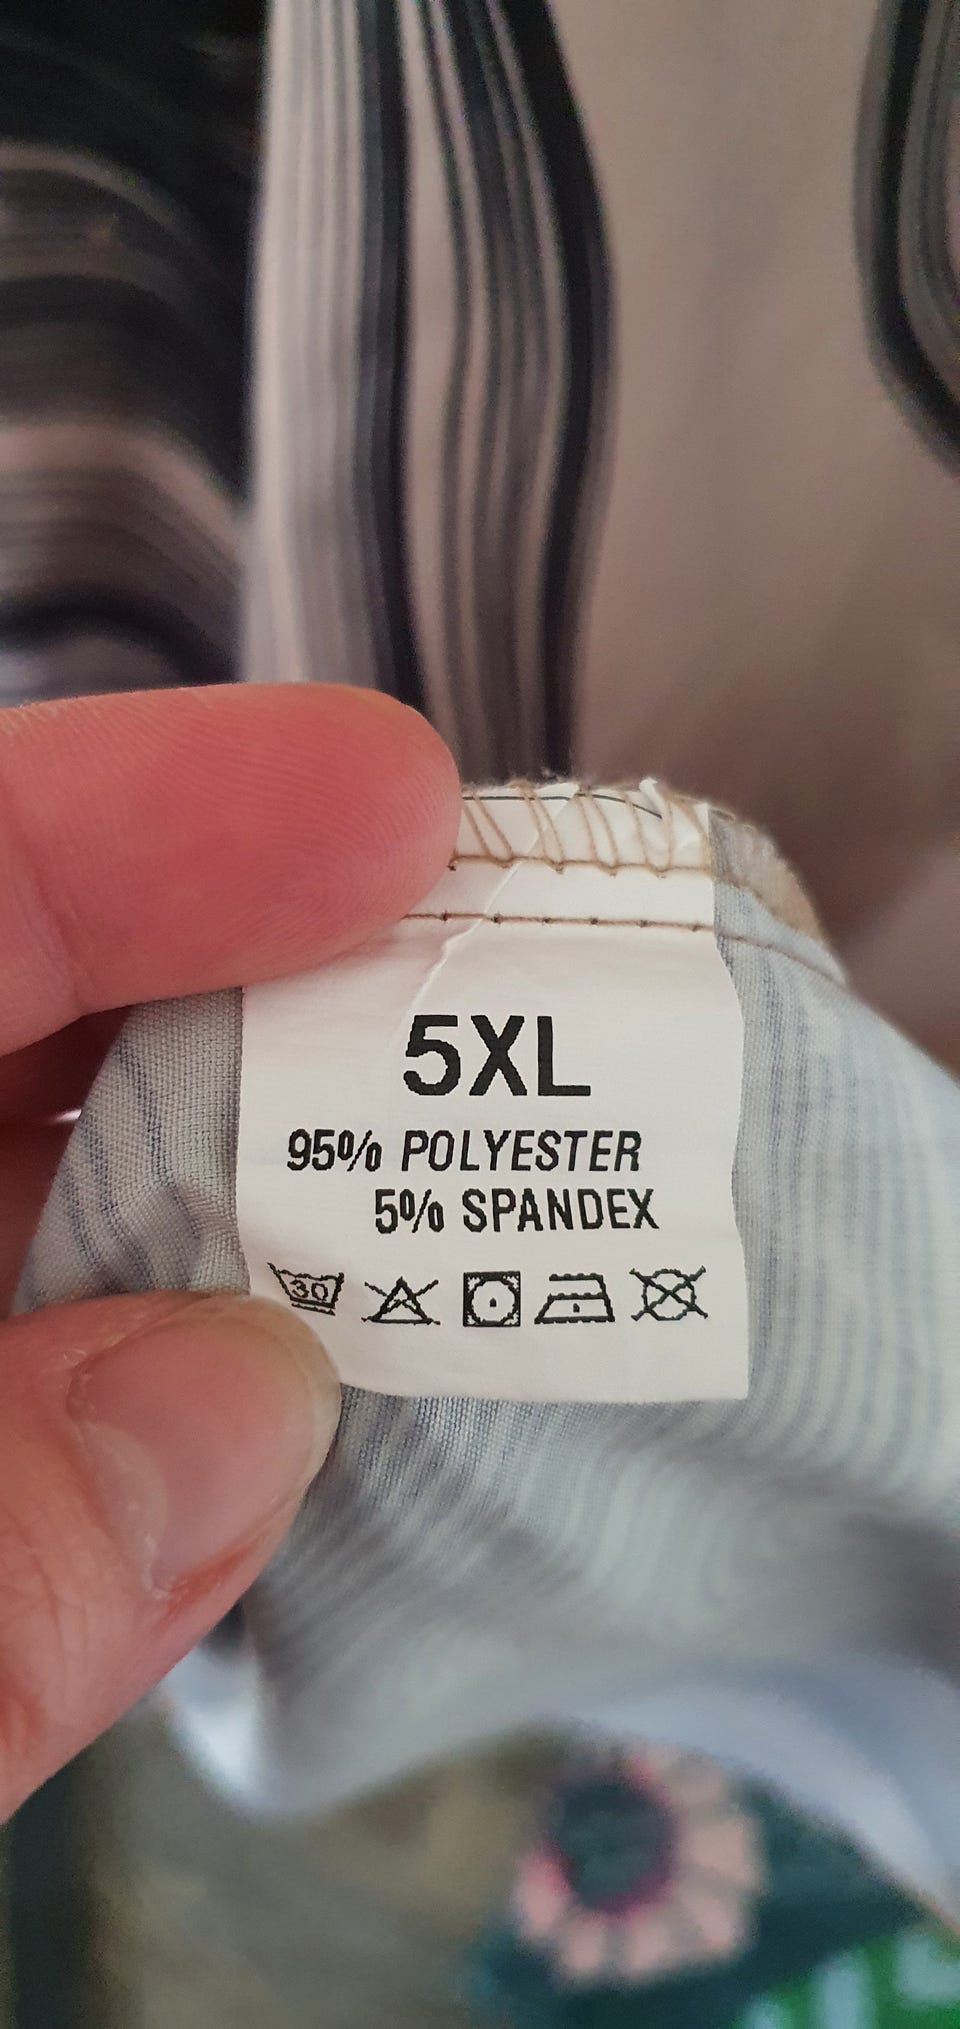 5XL
95% POLYESTER
5% SPANDEX
30